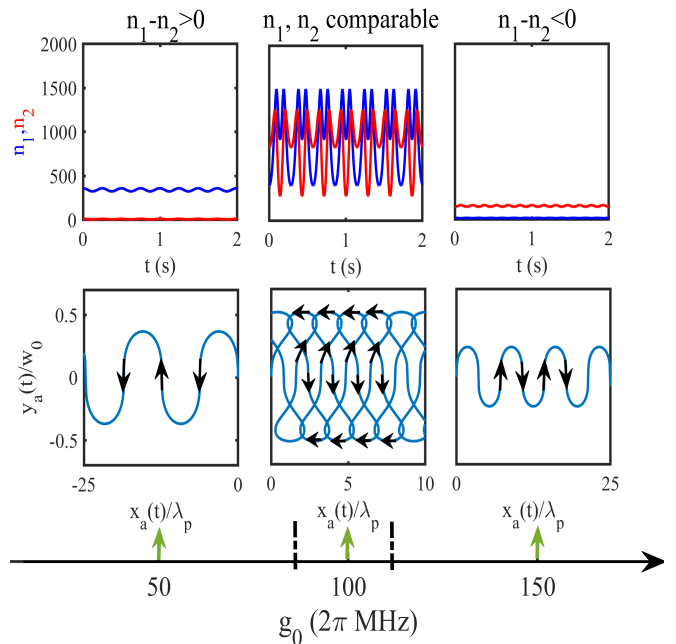 n₁-n₂>0
n₁, n₂ comparable
n₁-n₂<0
n₁,n₂
2000
1500
1000
500
0
0 1 2
0 1 2
0 1 2
t (s)
t (s)
t (s)
yₐ(t)/w₀
0.5
0
-0.5
-25 0
0 5 10
0 25
xₐ(t)/λₚ
xₐ(t)/λₚ
xₐ(t)/λₚ
50
100
150
g₀ (2π MHz)